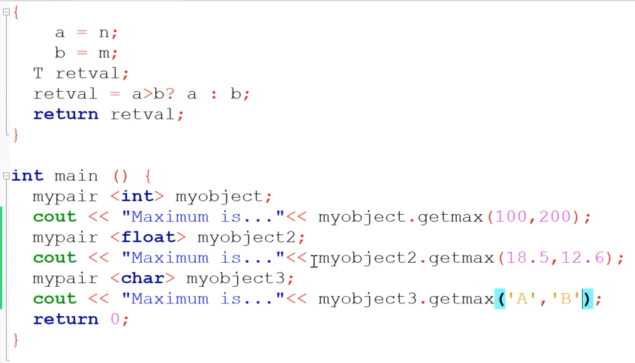 {
a = n;
b = m;
T retval;
retval = a>b? a : b;
return retval;
}
int main () {
mypair <int> myobject;
cout << "Maximum is..."<< myobject.getmax(100,200);
mypair <float> myobject2;
cout << "Maximum is..."<< myobject2.getmax(18.5,12.6);
mypair <char> myobject3;
cout << "Maximum is..."<< myobject3.getmax('A','B');
return 0;
}